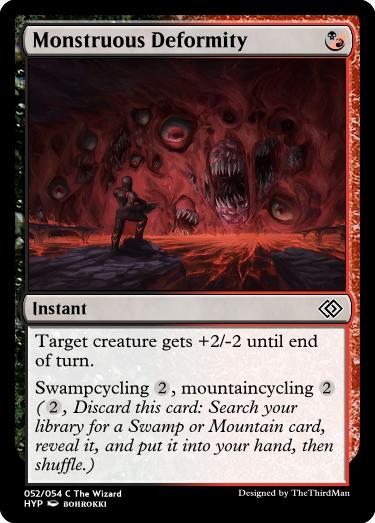 Monstruous Deformity
Instant
Target creature gets +2/-2 until end
of turn.
Swampcycling 2, mountaincycling 2
(2, Discard this card: Search your
library for a Swamp or Mountain card,
reveal it, and put it into your hand, then
shuffle.)
052/054 C The Wizard
Designed by TheThirdMan
HYP BOHROKKI